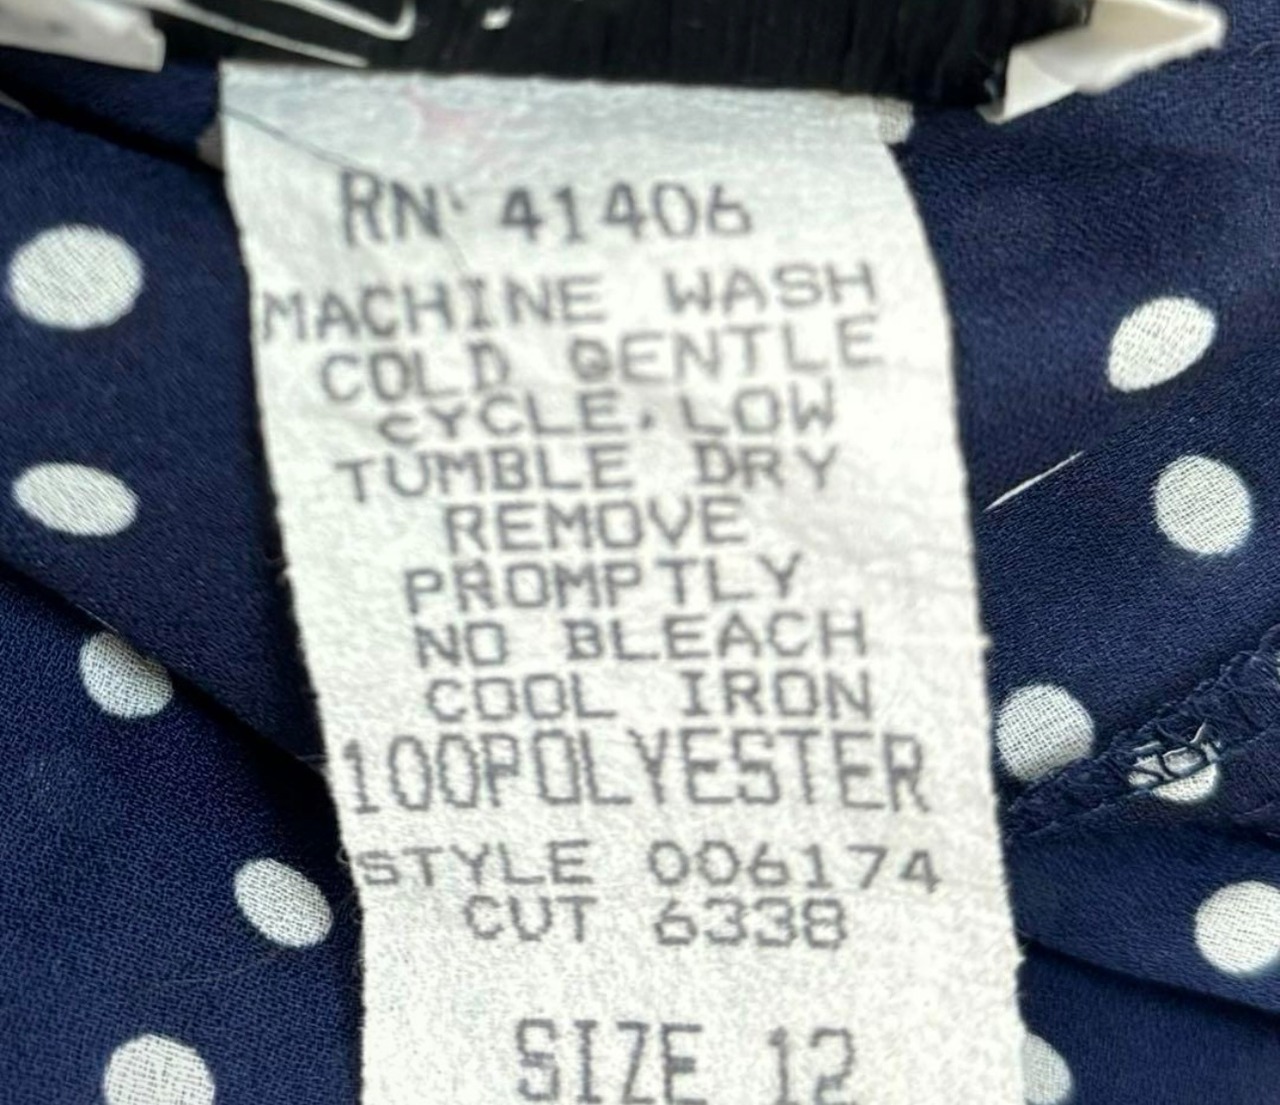 RN 41406
MACHINE WASH
COLD GENTLE
CYCLE, LOW
TUMBLE DRY
REMOVE
PROMPTLY
NO BLEACH
COOL IRON
100POLYESTER
STYLE 006174
CUT 6338
SIZE 12